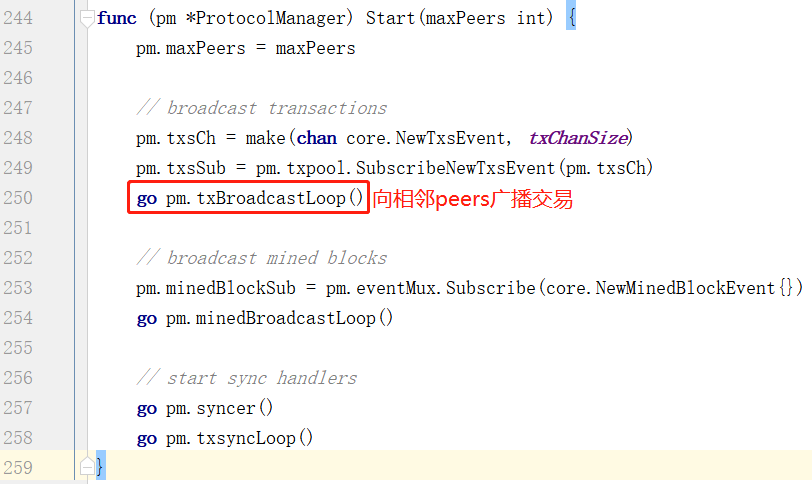 244 func (pm *ProtocolManager) Start(maxPeers int) {
245 pm.maxPeers = maxPeers
246
247 // broadcast transactions
248 pm.txsCh = make(chan core.NewTxsEvent, txChanSize)
249 pm.txsSub = pm.txpool.SubscribeNewTxsEvent(pm.txsCh)
250 go pm.txBroadcastLoop() 向相邻peers广播交易
251
252 // broadcast mined blocks
253 pm.minedBlockSub = pm.eventMux.Subscribe(core.NewMinedBlockEvent{})
254 go pm.minedBroadcastLoop()
255
256 // start sync handlers
257 go pm.syncer()
258 go pm.txsyncLoop()
259 }